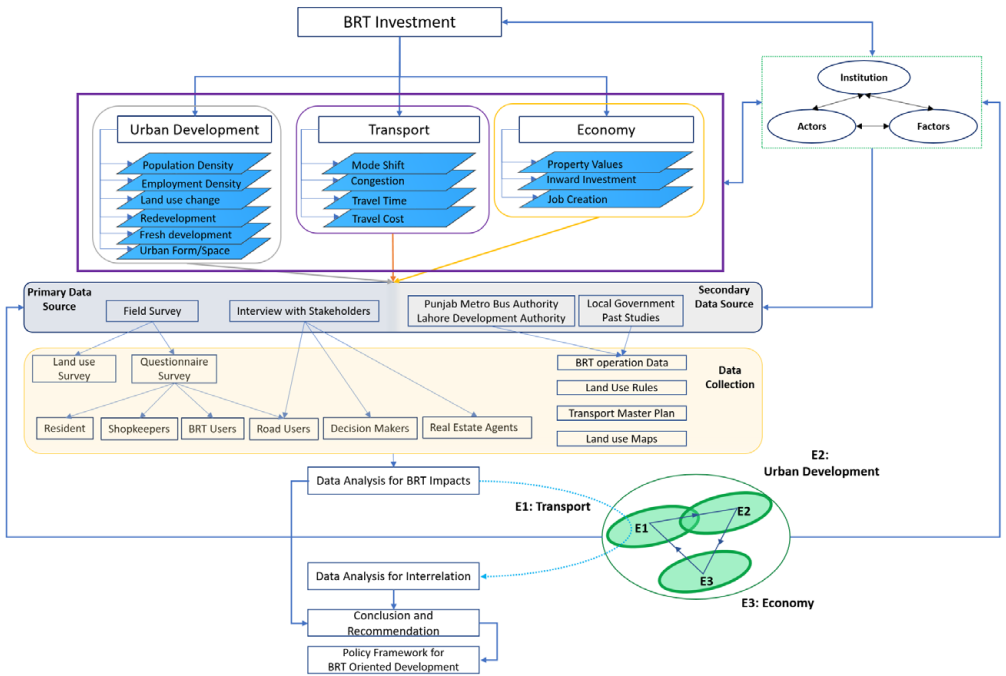 BRT Investment
Institution
Actors
Factors
Urban Development
Transport
Economy
Population Density
Employment Density
Land use change
Redevelopment
Fresh development
Urban Form/Space
Mode Shift
Congestion
Travel Time
Travel Cost
Property Values
Inward Investment
Job Creation
Primary Data
Source
Field Survey
Interview with Stakeholders
Punjab Metro Bus Authority
Lahore Development Authority
Local Government
Past Studies
Secondary
Data Source
Land use
Survey
Questionnaire
Survey
Resident
Shopkeepers
BRT Users
Road Users
Decision Makers
Real Estate Agents
BRT operation Data
Land Use Rules
Transport Master Plan
Land use Maps
Data
Collection
Data Analysis for BRT Impacts
E1: Transport
E2:
Urban Development
E1
E2
E3
E3: Economy
Data Analysis for Interrelation
Conclusion and
Recommendation
Policy Framework for
BRT Oriented Development